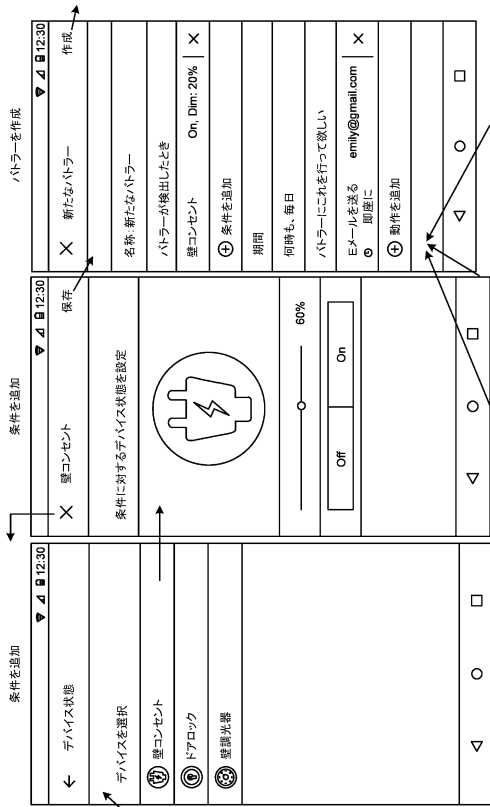 条件を追加
12:30
← デバイス状態
デバイスを選択
壁コンセント
ドアロック
壁調光器
条件を追加
12:30
× 壁コンセント 保存
条件に対するデバイス状態を設定
60%
Off On
バトラーを作成
12:30
× 新たなバトラー 作成
名称:新たなバトラー
バトラーが検出したとき
壁コンセント On, Dim: 20% ×
⊕ 条件を追加
期間
何時も、毎日
バトラーにこれを行って欲しい
Eメールを送る emily@gmail.com ×
即座に
⊕ 動作を追加